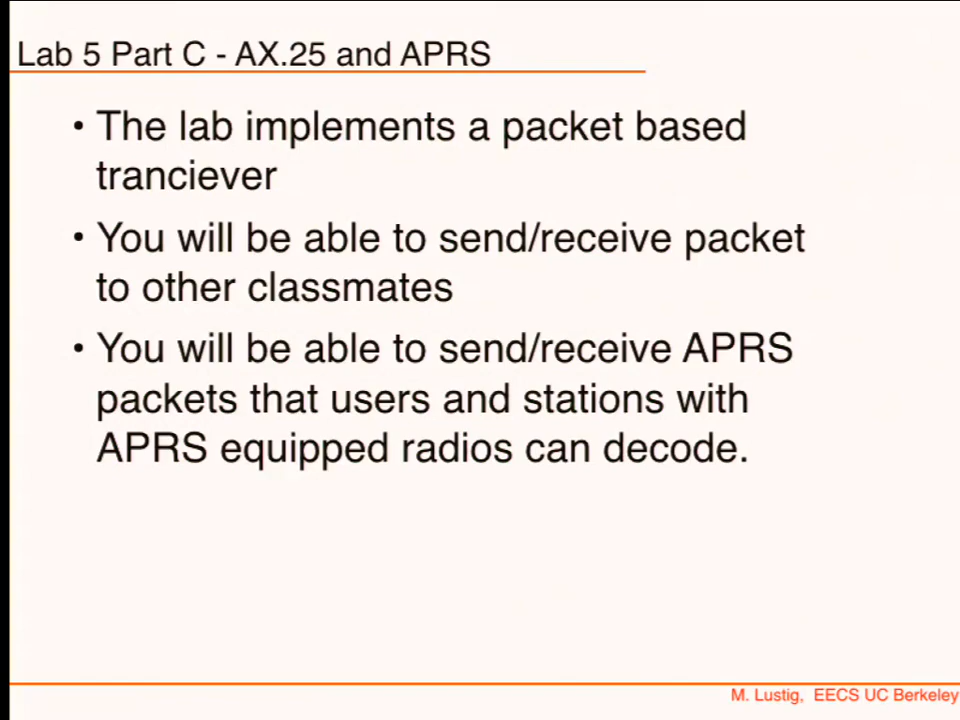 Lab 5 Part C - AX.25 and APRS
• The lab implements a packet based
tranciever
• You will be able to send/receive packet
to other classmates
• You will be able to send/receive APRS
packets that users and stations with
APRS equipped radios can decode.
M. Lustig, EECS UC Berkeley